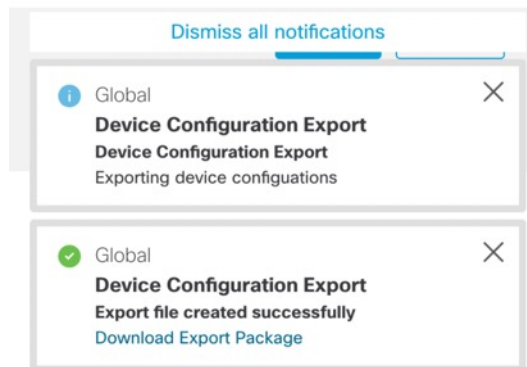 Dismiss all notifications
Global
Device Configuration Export
Device Configuration Export
Exporting device configuations
Global
Device Configuration Export
Export file created successfully
Download Export Package